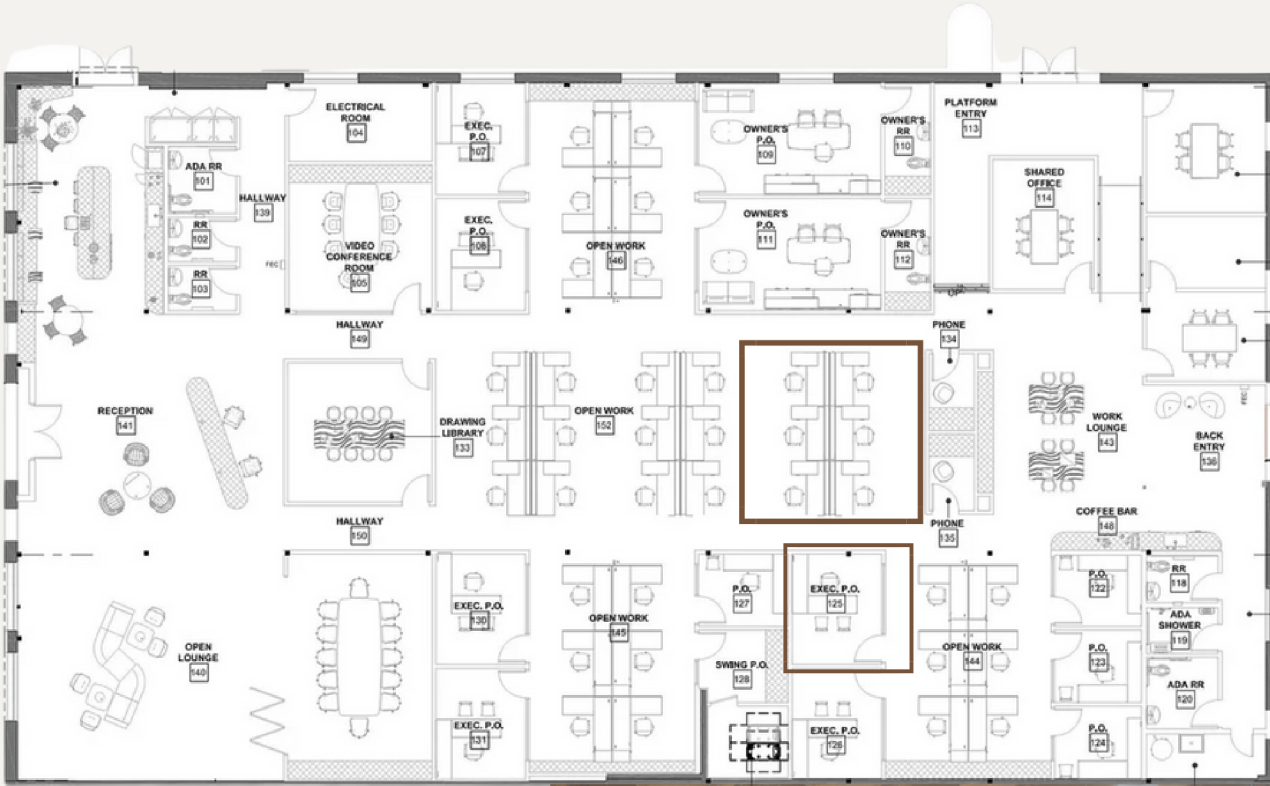 ELECTRICAL
ROOM
104
EXEC.
P.O.
107
OWNER'S
P.O.
109
OWNER'S
RR
110
PLATFORM
ENTRY
113
ADA RR
101
HALLWAY
139
SHARED
OFFICE
114
RR
102
EXEC.
P.O.
108
OWNER'S
P.O.
111
OWNER'S
RR
112
VIDEO
CONFERENCE
ROOM
105
OPEN WORK
146
FEC
RR
103
UP
HALLWAY
149
PHONE
134
RECEPTION
141
DRAWING
LIBRARY
133
OPEN WORK
152
WORK
LOUNGE
143
FEC
BACK
ENTRY
136
HALLWAY
150
PHONE
135
COFFEE BAR
148
EXEC. P.O.
130
OPEN WORK
145
P.O.
127
EXEC. P.O.
125
P.O.
122
RR
118
ADA
SHOWER
119
OPEN
LOUNGE
140
SWING P.O.
128
OPEN WORK
144
P.O.
123
ADA RR
120
EXEC. P.O.
131
EXEC. P.O.
126
P.O.
124